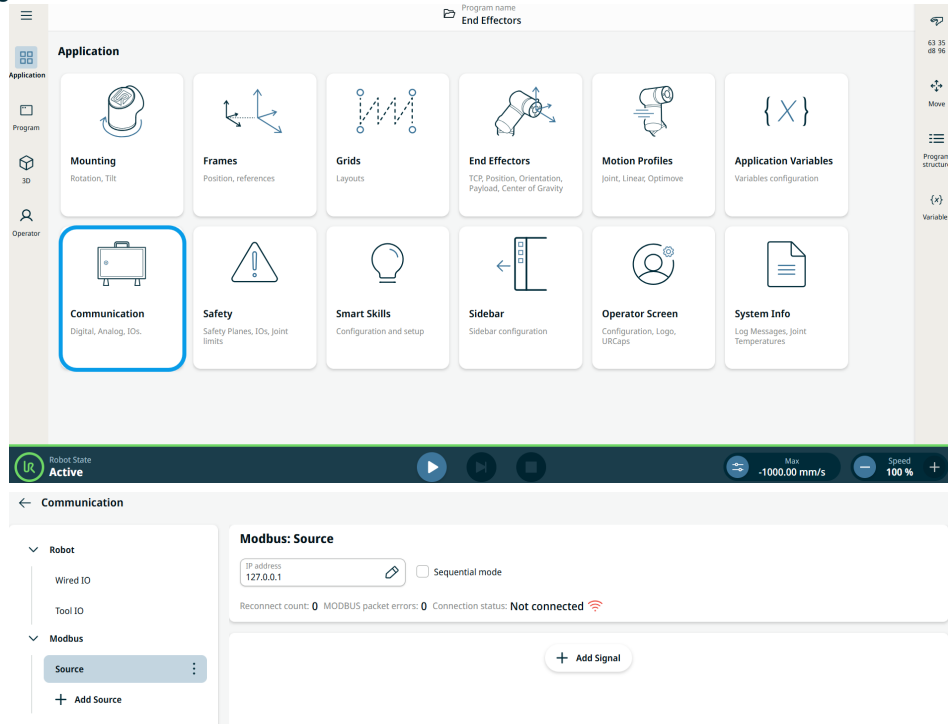 Program name
End Effectors
Application
Program
3D
Operator
Application
Mounting
Rotation, Tilt
Frames
Position, references
Grids
Layouts
End Effectors
TCP, Position, Orientation,
Payload, Center of Gravity
Motion Profiles
Joint, Linear, Optimove
Application Variables
Variables configuration
Communication
Digital, Analog, IOs.
Safety
Safety Planes, IOs, Joint
limits
Smart Skills
Configuration and setup
Sidebar
Sidebar configuration
Operator Screen
Configuration, Logo,
URCaps
System Info
Log Messages, Joint
Temperatures
63 35
d8 96
Move
Program
structure
{x}
Variable
UR
Robot State
Active
Max
-1000.00 mm/s
Speed
100 %
Communication
Robot
Wired IO
Tool IO
Modbus
Source
Add Source
Modbus: Source
IP address
127.0.0.1
Sequential mode
Reconnect count: 0 MODBUS packet errors: 0 Connection status: Not connected
Add Signal